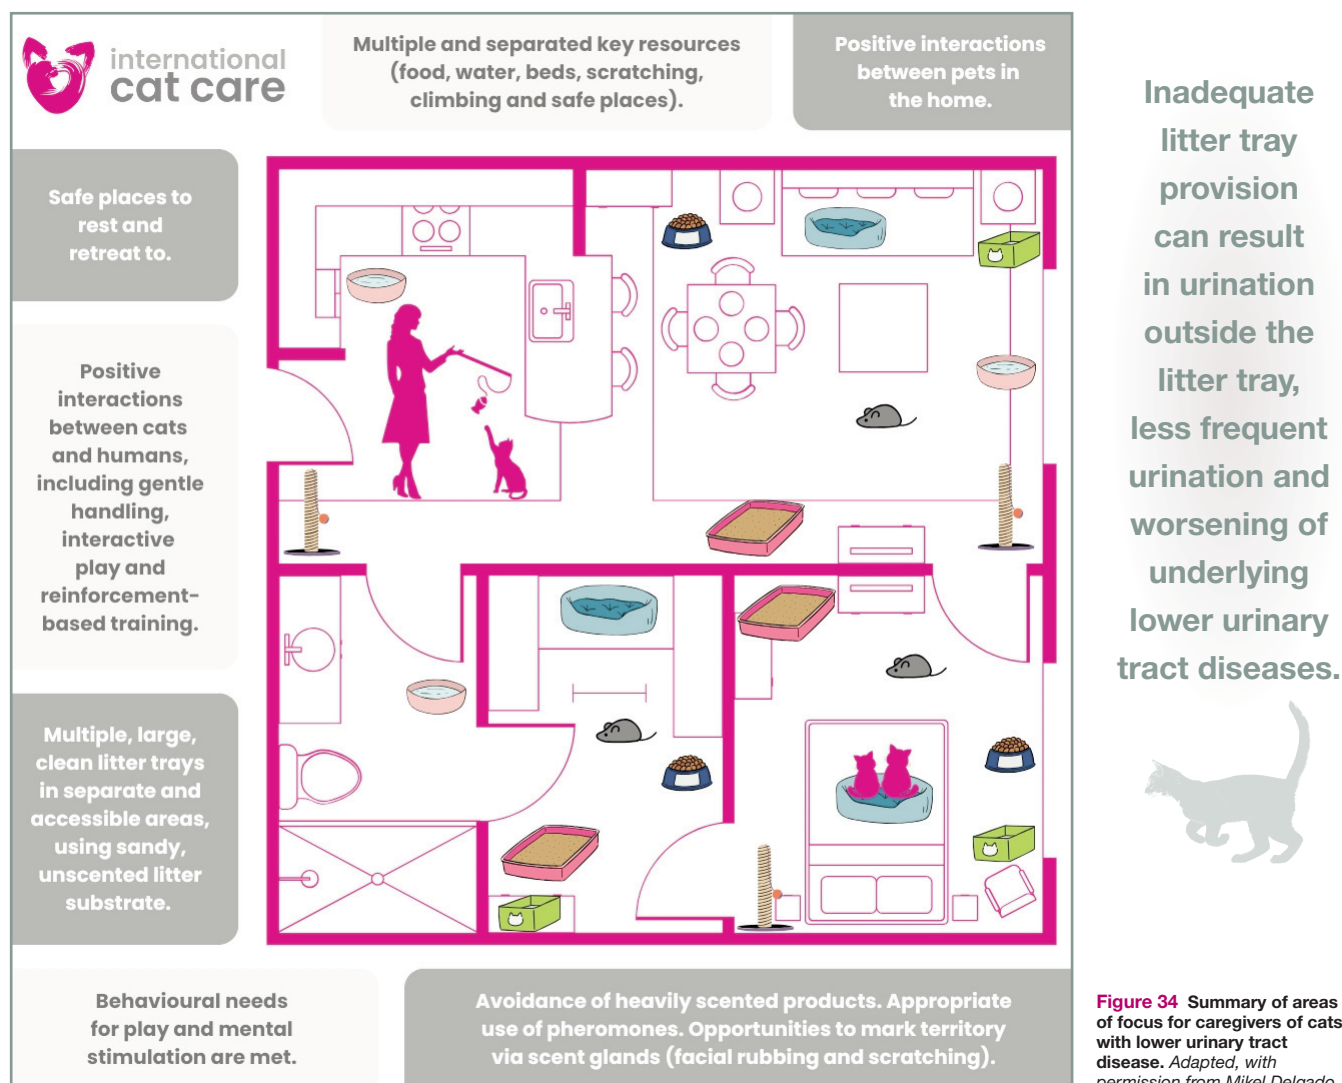 international
cat care
Multiple and separated key resources
(food, water, beds, scratching,
climbing and safe places).
Positive interactions
between pets in
the home.
Safe places to
rest and
retreat to.
Positive
interactions
between cats
and humans,
including gentle
handling,
interactive
play and
reinforcement-
based training.
Multiple, large,
clean litter trays
in separate and
accessible areas,
using sandy,
unscented litter
substrate.
Behavioural needs
for play and mental
stimulation are met.
Avoidance of heavily scented products. Appropriate
use of pheromones. Opportunities to mark territory
via scent glands (facial rubbing and scratching).
Inadequate
litter tray
provision
can result
in urination
outside the
litter tray,
less frequent
urination and
worsening of
underlying
lower urinary
tract diseases.
Figure 34 Summary of areas
of focus for caregivers of cats
with lower urinary tract
disease. Adapted, with
permission from Mikel Delgado